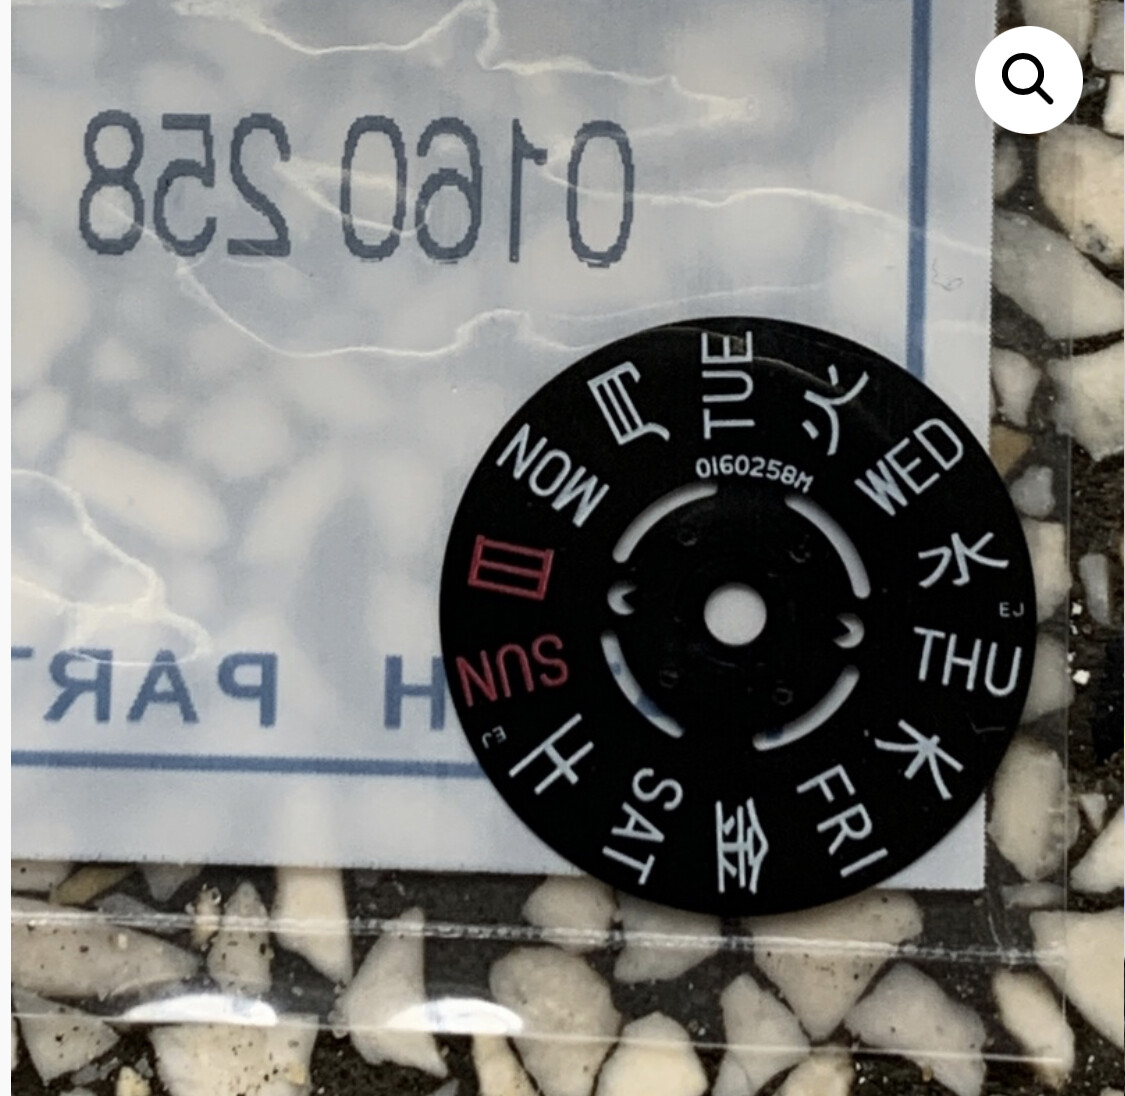 0160 258
H PART
TUE
火
WED
水
EJ
THU
木
FRI
金
SAT
土
EJ
SUN
日
MON
月
0160258M